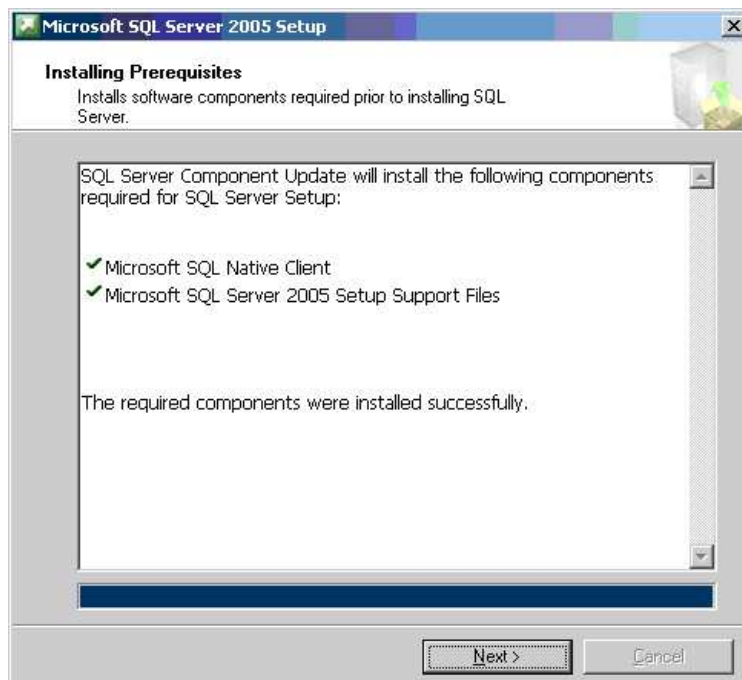 Microsoft SQL Server 2005 Setup
Installing Prerequisites
Installs software components required prior to installing SQL
Server.
SQL Server Component Update will install the following components
required for SQL Server Setup:
Microsoft SQL Native Client
Microsoft SQL Server 2005 Setup Support Files
The required components were installed successfully.
Next >
Cancel